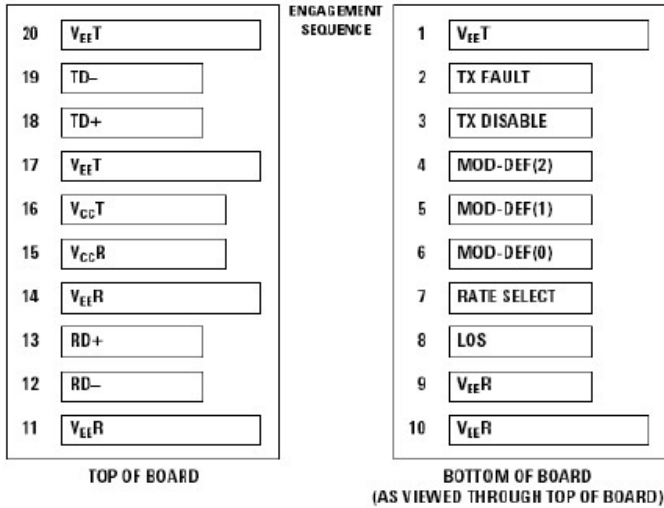 ENGAGEMENT
SEQUENCE
20 VEET
19 TD–
18 TD+
17 VEET
16 VCCT
15 VCCR
14 VEER
13 RD+
12 RD–
11 VEER
TOP OF BOARD
1 VEET
2 TX FAULT
3 TX DISABLE
4 MOD-DEF(2)
5 MOD-DEF(1)
6 MOD-DEF(0)
7 RATE SELECT
8 LOS
9 VEER
10 VEER
BOTTOM OF BOARD
(AS VIEWED THROUGH TOP OF BOARD)